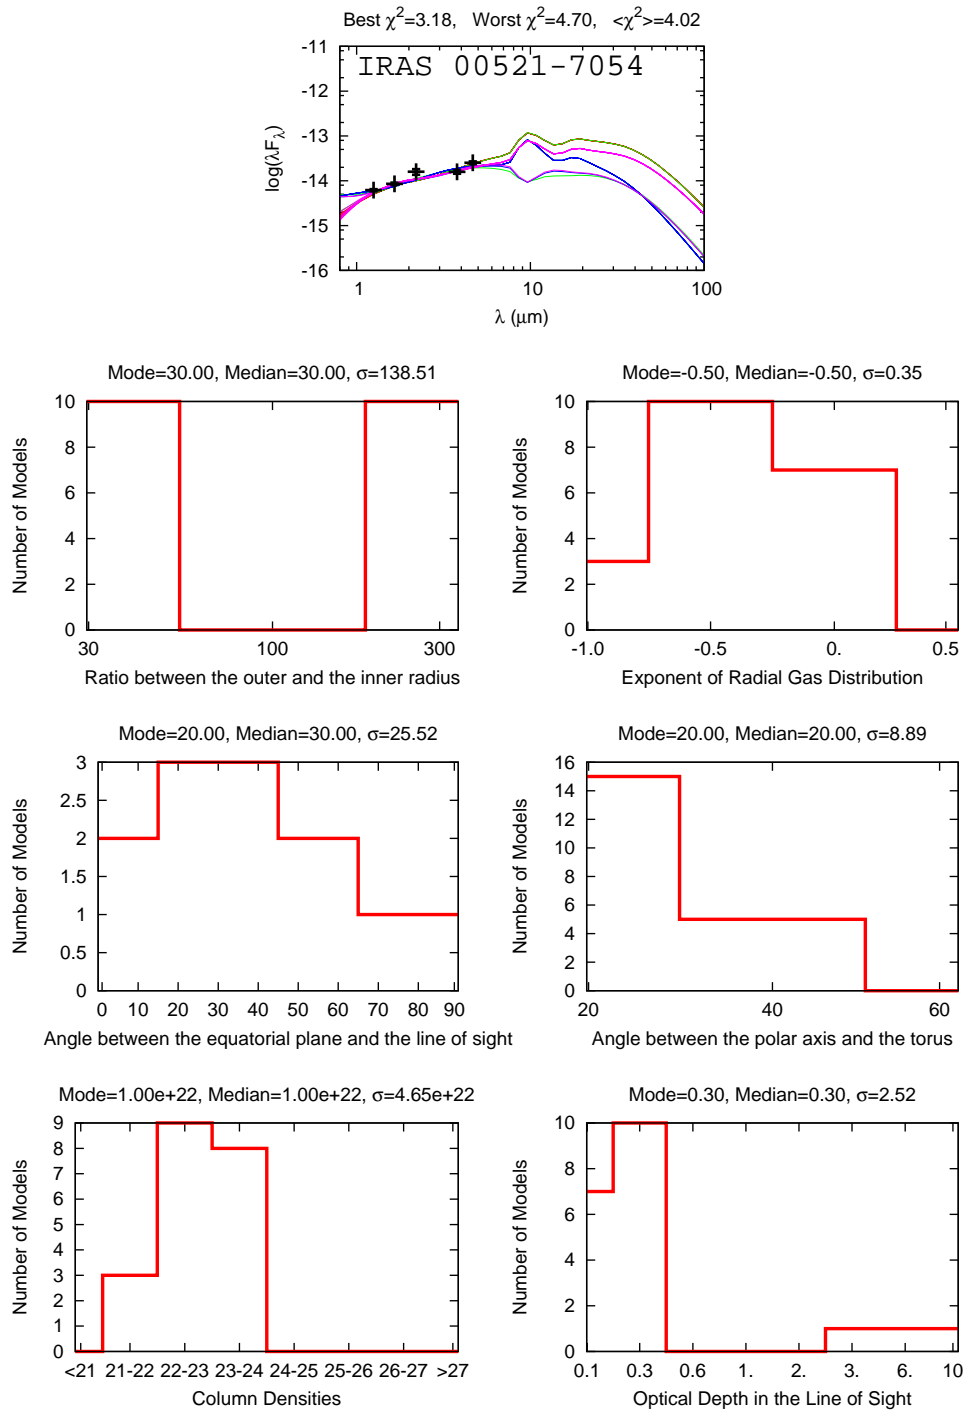 Best χ²=3.18, Worst χ²=4.70, <χ²>=4.02
IRAS 00521-7054
log(λFλ)
-11
-12
-13
-14
-15
-16
1 10 100
λ (μm)
Mode=30.00, Median=30.00, σ=138.51
Number of Models
10
8
6
4
2
0
30 100 300
Ratio between the outer and the inner radius
Mode=-0.50, Median=-0.50, σ=0.35
Number of Models
10
8
6
4
2
0
-1.0 -0.5 0. 0.5
Exponent of Radial Gas Distribution
Mode=20.00, Median=30.00, σ=25.52
Number of Models
3
2.5
2
1.5
1
0.5
0
0 10 20 30 40 50 60 70 80 90
Angle between the equatorial plane and the line of sight
Mode=20.00, Median=20.00, σ=8.89
Number of Models
16
14
12
10
8
6
4
2
0
20 40 60
Angle between the polar axis and the torus
Mode=1.00e+22, Median=1.00e+22, σ=4.65e+22
Number of Models
9
8
7
6
5
4
3
2
1
0
<21 21-22 22-23 23-24 24-25 25-26 26-27 >27
Column Densities
Mode=0.30, Median=0.30, σ=2.52
Number of Models
10
8
6
4
2
0
0.1 0.3 0.6 1. 2. 3. 6. 10
Optical Depth in the Line of Sight